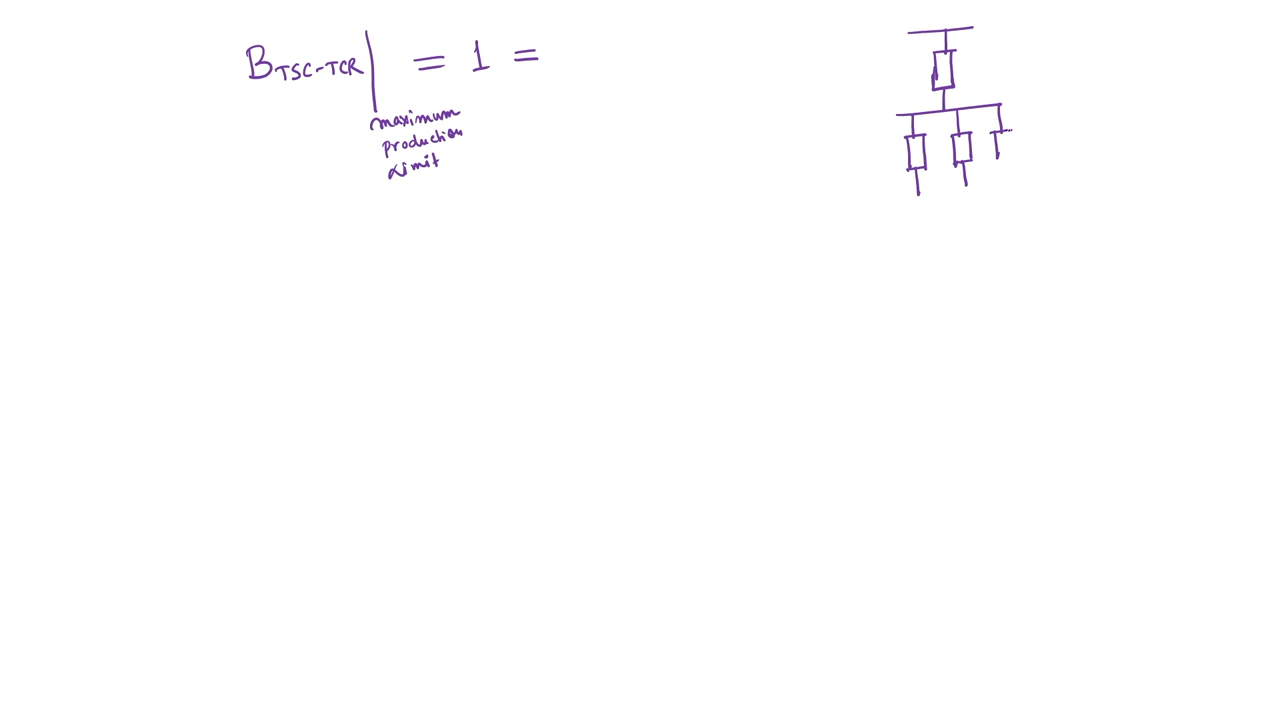 B_TSC-TCR | = 1 =
maximum
production
Limit